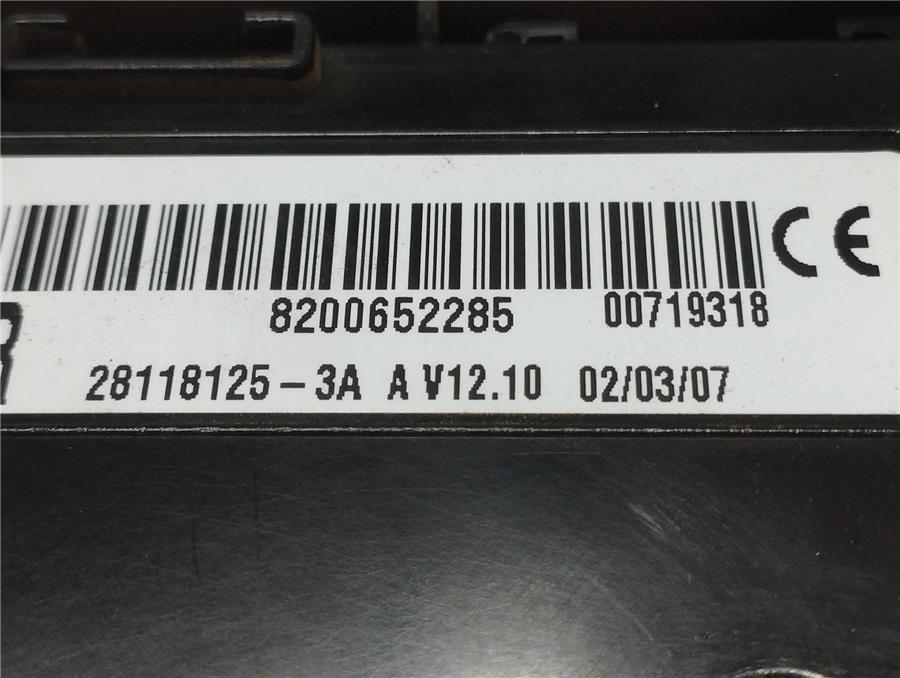 8200652285 00719318 CE
28118125-3A A V12.10 02/03/07